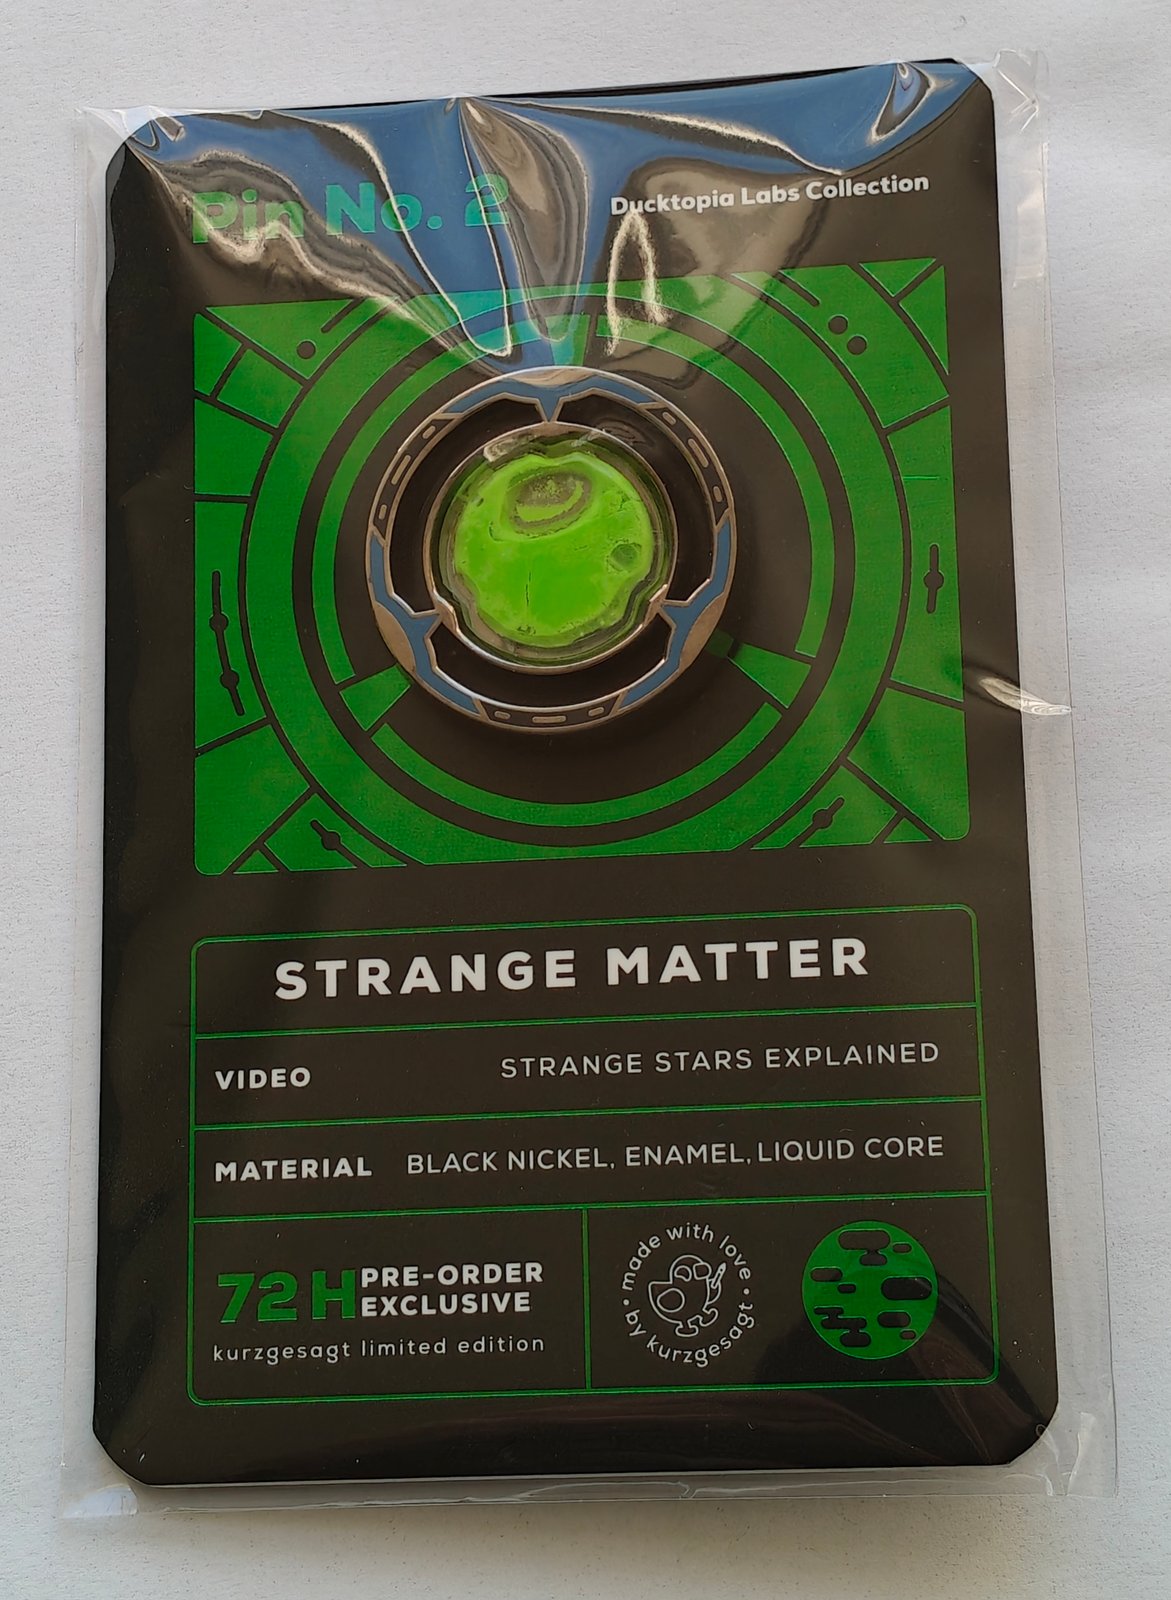 Pin No. 2
Ducktopia Labs Collection
STRANGE MATTER
VIDEO STRANGE STARS EXPLAINED
MATERIAL BLACK NICKEL, ENAMEL, LIQUID CORE
72H PRE-ORDER
EXCLUSIVE
kurzgesagt limited edition
made with love
by kurzgesagt